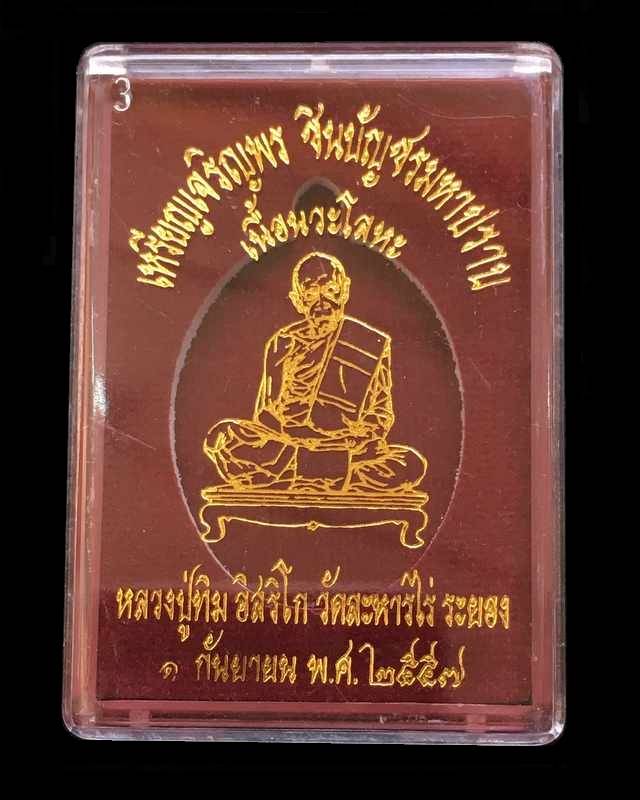 3
เหรียญเจริญพร ชินบัญชรมหาปราบ
เนื้อนวะโลหะ
หลวงปู่ทิม อิสริโก วัดละหารไร่ ระยอง
๑ กันยายน พ.ศ.๒๕๕๗